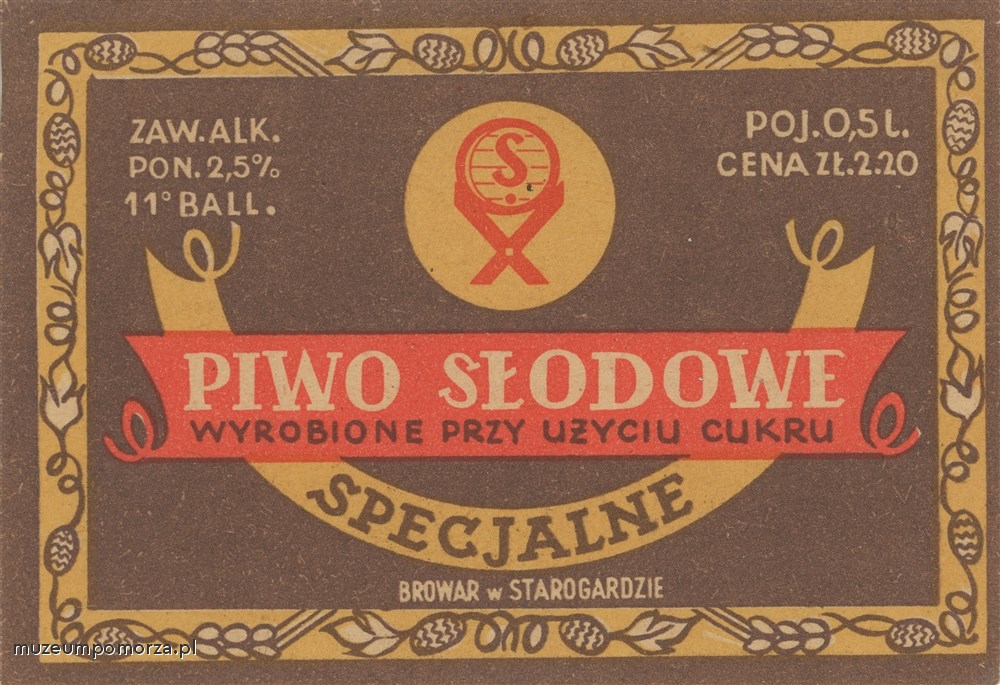 ZAW. ALK.
PON. 2,5%
11° BALL.
POJ. 0,5 L.
CENA ZŁ. 2.20
S
PIWO SŁODOWE
WYROBIONE PRZY UŻYCIU CUKRU
SPECJALNE
BROWAR w STAROGARDZIE
muzeumpomorza.pl